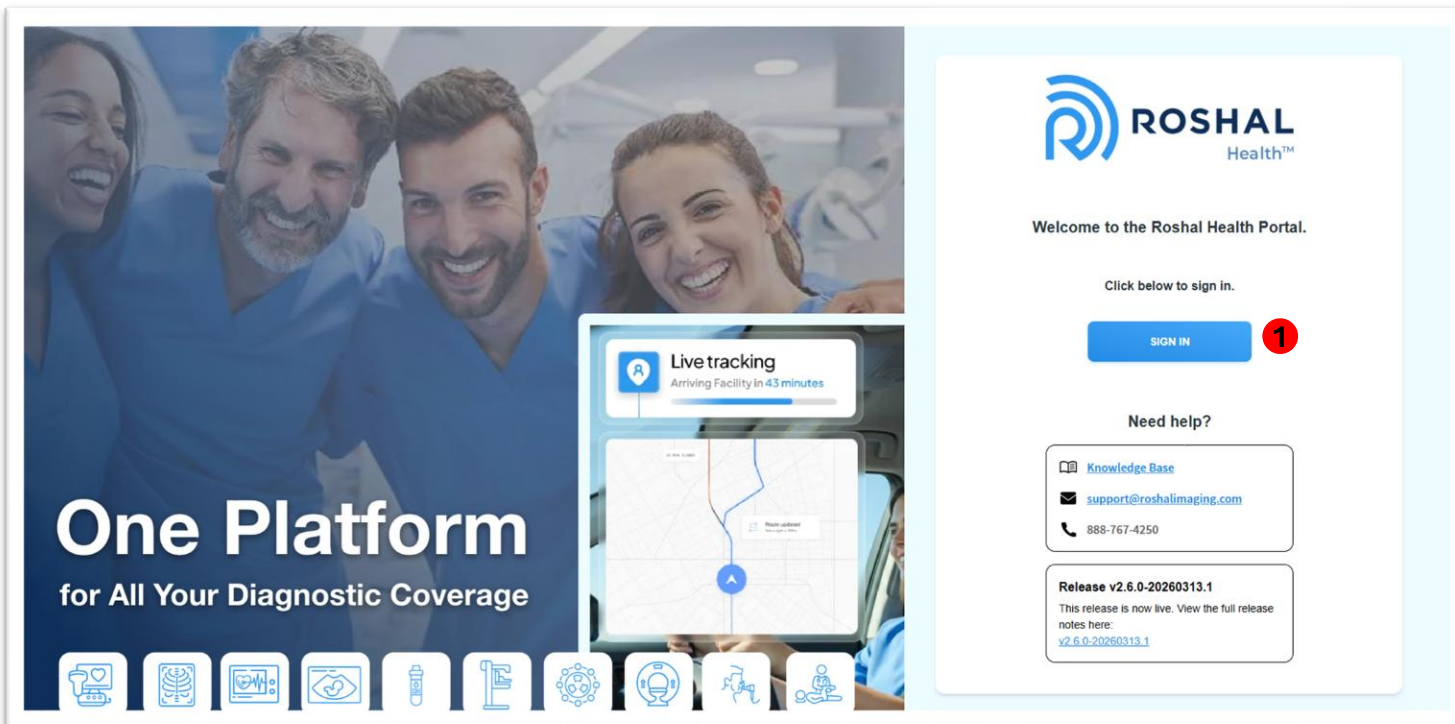 One Platform
for All Your Diagnostic Coverage
Live tracking
Arriving Facility in 43 minutes
Route updated
ROSHAL
Health™
Welcome to the Roshal Health Portal.
Click below to sign in.
SIGN IN
1
Need help?
Knowledge Base
support@roshalimaging.com
888-767-4250
Release v2.6.0-20260313.1
This release is now live. View the full release
notes here:
v2.6.0-20260313.1